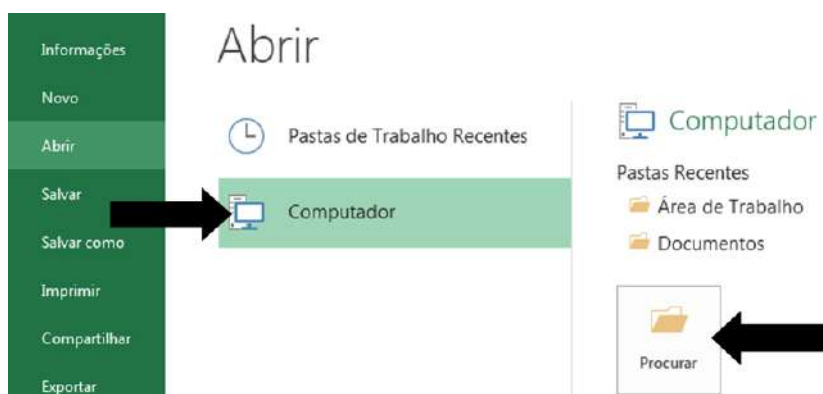 Informações
Novo
Abrir
Salvar
Salvar como
Imprimir
Compartilhar
Exportar
Abrir
Pastas de Trabalho Recentes
Computador
Computador
Pastas Recentes
Área de Trabalho
Documentos
Procurar